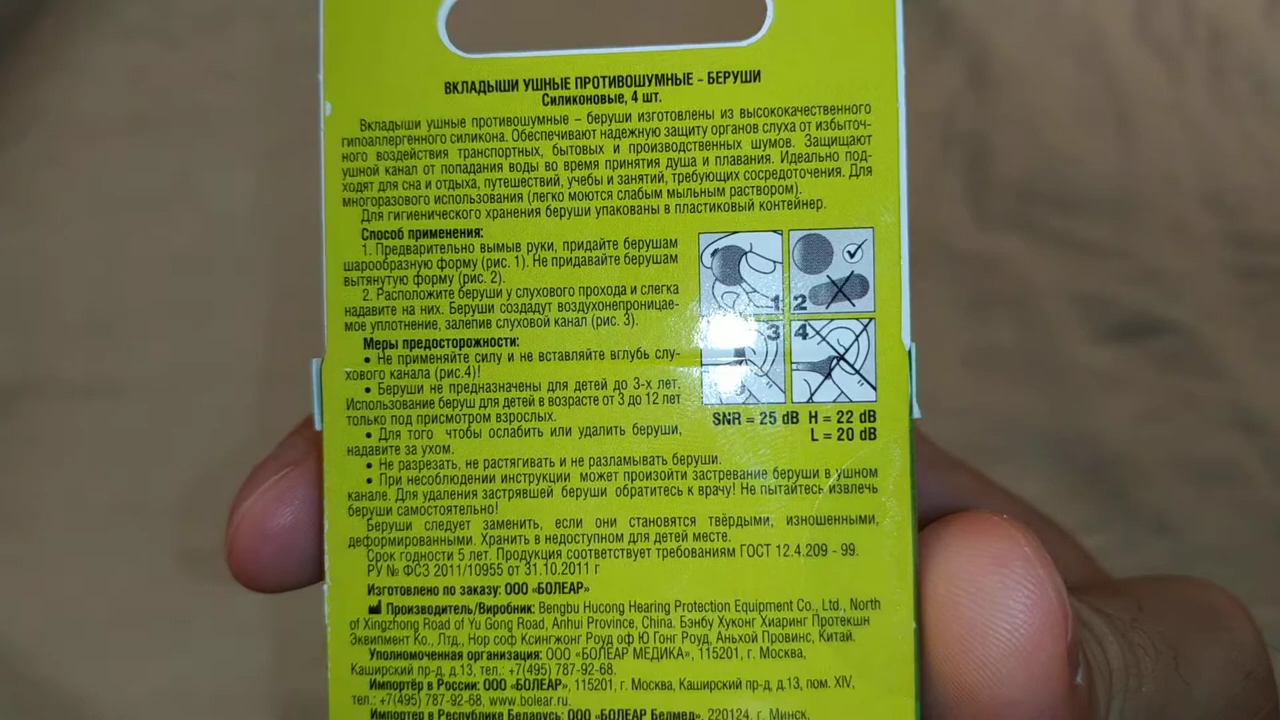 ВКЛАДЫШИ УШНЫЕ ПРОТИВОШУМНЫЕ – БЕРУШИ
Силиконовые, 4 шт.
Вкладыши ушные противошумные – беруши изготовлены из высококачественного
гипоаллергенного силикона. Обеспечивают надежную защиту органов слуха от избыточ-
ного воздействия транспортных, бытовых и производственных шумов. Защищают
ушной канал от попадания воды во время принятия душа и плавания. Идеально под-
ходят для сна и отдыха, путешествий, учебы и занятий, требующих сосредоточения. Для
многоразового использования (легко моются слабым мыльным раствором).
Для гигиенического хранения беруши упакованы в пластиковый контейнер.
Способ применения:
1. Предварительно вымыв руки, придайте берушам
шарообразную форму (рис. 1). Не придавайте берушам
вытянутую форму (рис. 2).
2. Расположите беруши у слухового прохода и слегка
надавите на них. Беруши создадут воздухонепроницае-
мое уплотнение, залепив слуховой канал (рис. 3).
Меры предосторожности:
• Не применяйте силу и не вставляйте вглубь слу-
хового канала (рис.4)!
• Беруши не предназначены для детей до 3-х лет.
Использование беруш для детей в возрасте от 3 до 12 лет
только под присмотром взрослых.
• Для того чтобы ослабить или удалить беруши,
надавите за ухом.
1
2
3
4
SNR = 25 dB H = 22 dB
L = 20 dB
• Не разрезать, не растягивать и не разламывать беруши.
• При несоблюдении инструкции может произойти застревание беруши в ушном
канале. Для удаления застрявшей беруши обратитесь к врачу! Не пытайтесь извлечь
беруши самостоятельно!
Беруши следует заменить, если они становятся твёрдыми, изношенными,
деформированными. Хранить в недоступном для детей месте.
Срок годности 5 лет. Продукция соответствует требованиям ГОСТ 12.4.209 - 99.
РУ № ФСЗ 2011/10955 от 31.10.2011 г
Изготовлено по заказу: ООО «БОЛЕАР»
Производитель/Виробник: Bengbu Hucong Hearing Protection Equipment Co., Ltd., North
of Xingzhong Road of Yu Gong Road, Anhui Province, China. Бэнбу Хуконг Хиаринг Протекшн
Эквипмент Ко., Лтд., Нор соф Ксингжонг Роуд оф Ю Гонг Роуд, Аньхой Провинс, Китай.
Уполномоченная организация: ООО «БОЛЕАР МЕДИКА», 115201, г. Москва,
Каширский пр-д, д.13, тел.: +7(495) 787-92-68.
Импортёр в России: ООО «БОЛЕАР», 115201, г. Москва, Каширский пр-д, д.13, пом. XIV,
тел.: +7(495) 787-92-68, www.bolear.ru.
Импортер в Республике Беларусь: ООО «БОЛЕАР Белмед», 220124, г. Минск,